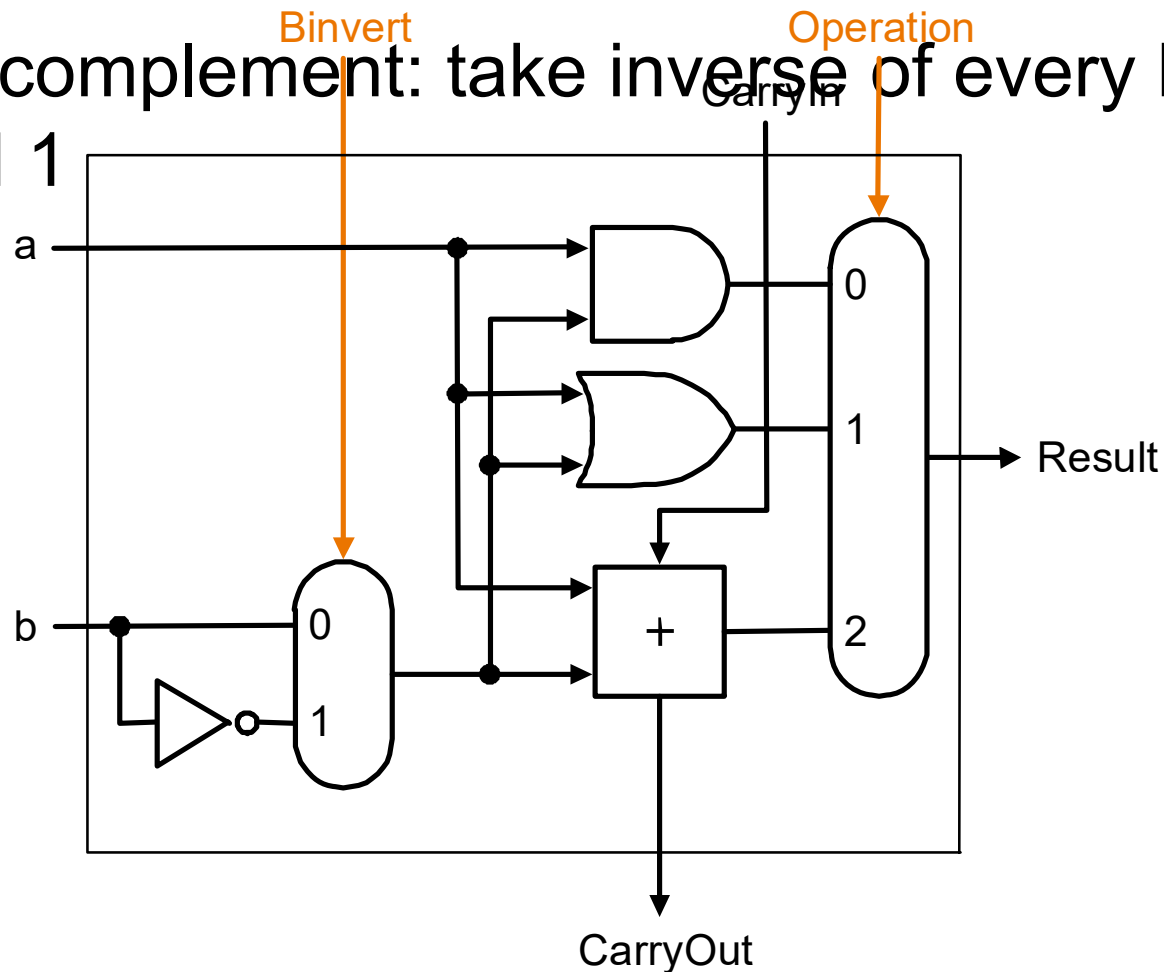 Binvert
Operation
complement: take inverse of every
CarryIn
1
a
0
1
Result
b
0
+
2
1
CarryOut